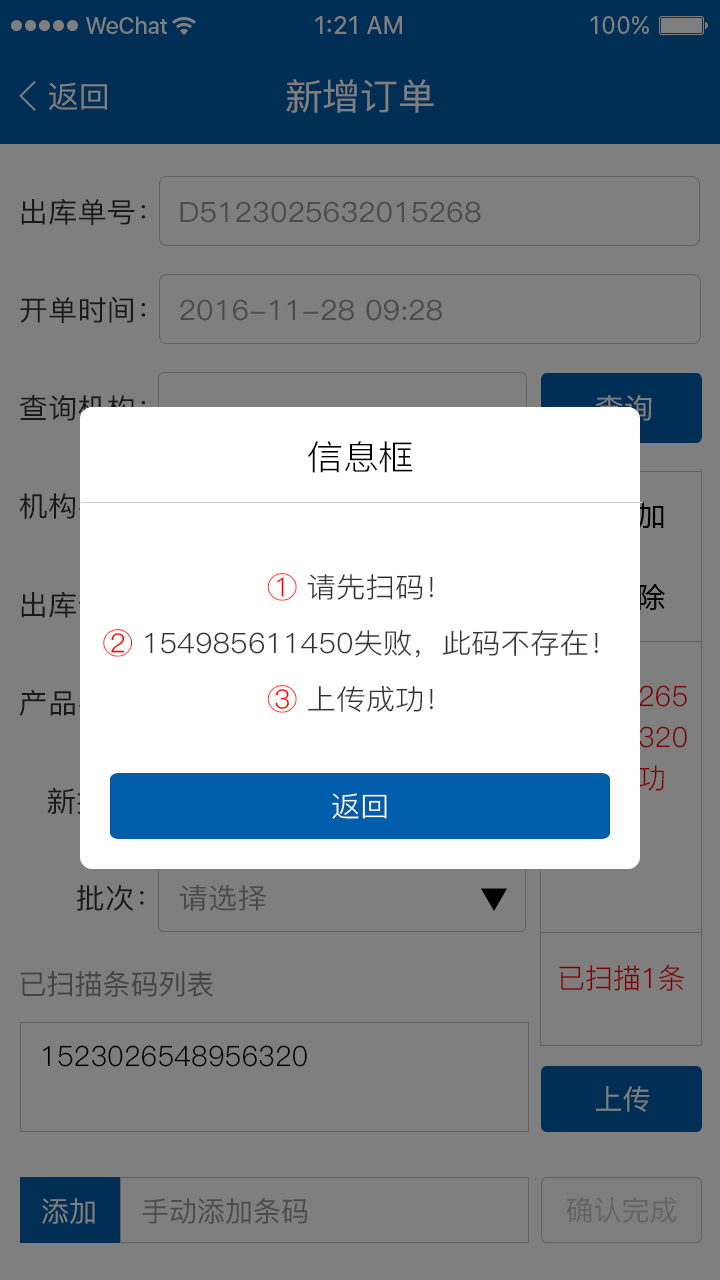 WeChat 1:21 AM 100%
返回 新增订单
出库单号: D5123025632015268
开单时间: 2016-11-28 09:28
查询机构: 查询
信息框
机构 加
① 请先扫码!
出库 除
② 154985611450失败，此码不存在!
③ 上传成功!
产品 265
320
功
返回
批次: 请选择
已扫描条码列表
已扫描1条
1523026548956320
上传
添加 手动添加条码 确认完成